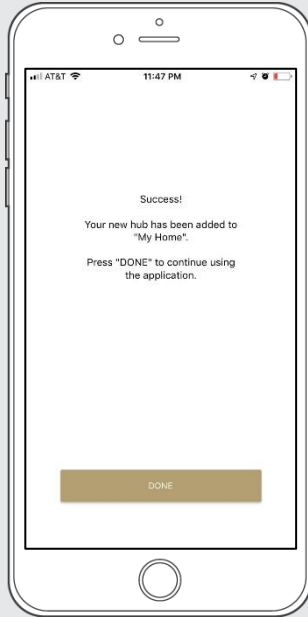 AT&T 11:47 PM
Success!
Your new hub has been added to
"My Home".
Press "DONE" to continue using
the application.
DONE